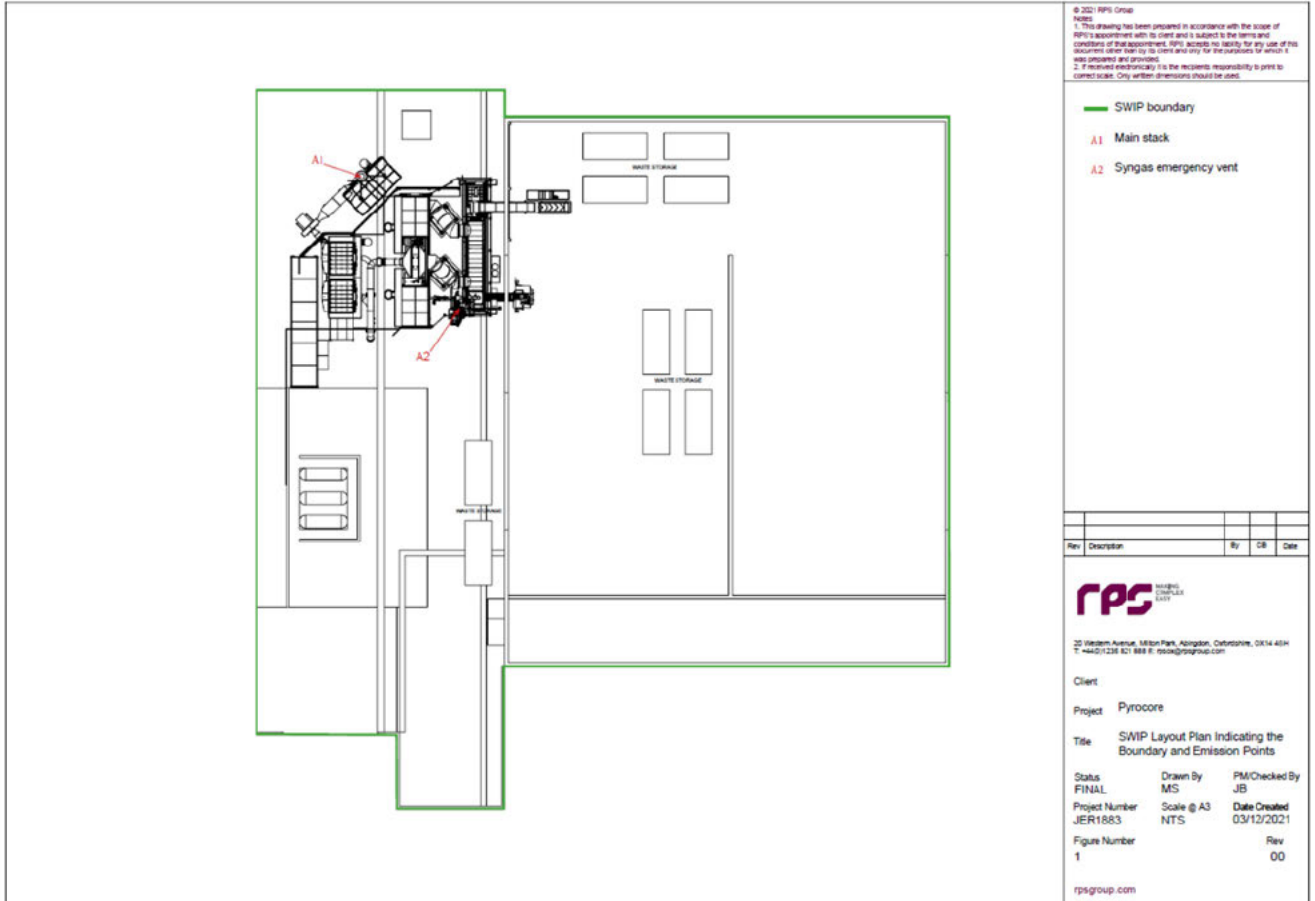 © 2021 RPS Group
Notes
1. This drawing has been prepared in accordance with the scope of
RPS's appointment with its client and is subject to the terms and
conditions of that appointment. RPS accepts no liability for any use of this
document other than by its client and only for the purposes for which it
was prepared and provided.
2. If received electronically it is the recipients responsibility to print to
correct scale. Only written dimensions should be used.
SWIP boundary
A1 Main stack
A2 Syngas emergency vent
A1
A2
WASTE STORAGE
WASTE STORAGE
WASTE STORAGE
Rev Description By CB Date
rps MAKING
COMPLEX
EASY
20 Western Avenue, Milton Park, Abingdon, Oxfordshire, OX14 4SH
T: +44(0)1235 821 888 E: rpsox@rpsgroup.com
Client
Project Pyrocore
Title SWIP Layout Plan Indicating the
Boundary and Emission Points
Status Drawn By PM/Checked By
FINAL MS JB
Project Number Scale @ A3 Date Created
JER1883 NTS 03/12/2021
Figure Number Rev
1 00
rpsgroup.com